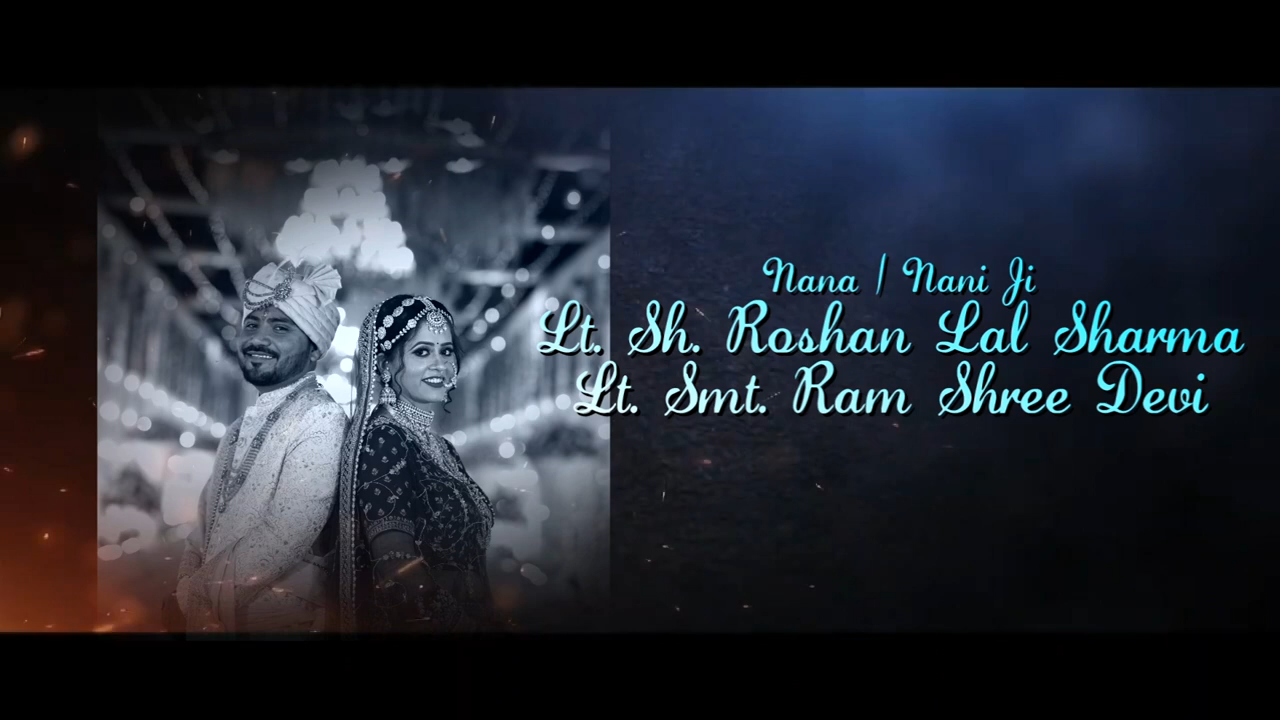 Nana / Nani Ji
Lt. Sh. Roshan Lal Sharma
Lt. Smt. Ram Shree Devi